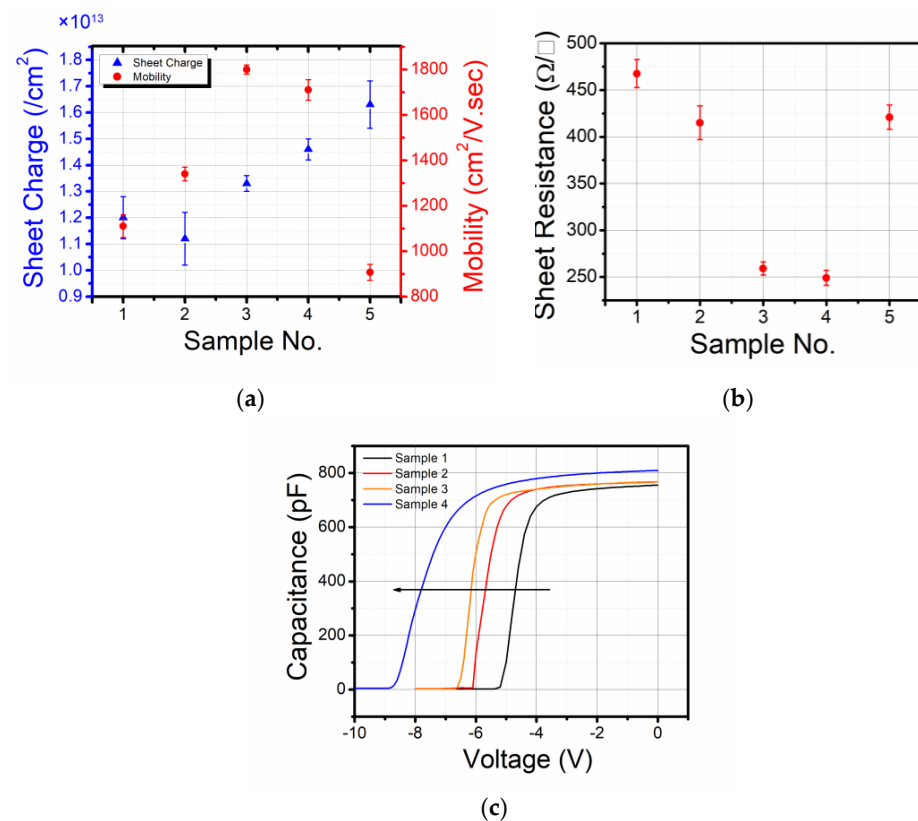 ×10¹³
1.8
1.7
1.6
1.5
1.4
1.3
1.2
1.1
1.0
0.9
Sheet Charge (/cm²)
Sheet Charge
Mobility
1800
1600
1400
1200
1000
800
Mobility (cm²/V.sec)
1 2 3 4 5
Sample No.
(a)
500
450
400
350
300
250
Sheet Resistance (Ω/□)
1 2 3 4 5
Sample No.
(b)
Sample 1
Sample 2
Sample 3
Sample 4
800
600
400
200
0
Capacitance (pF)
-10 -8 -6 -4 -2 0
Voltage (V)
(c)